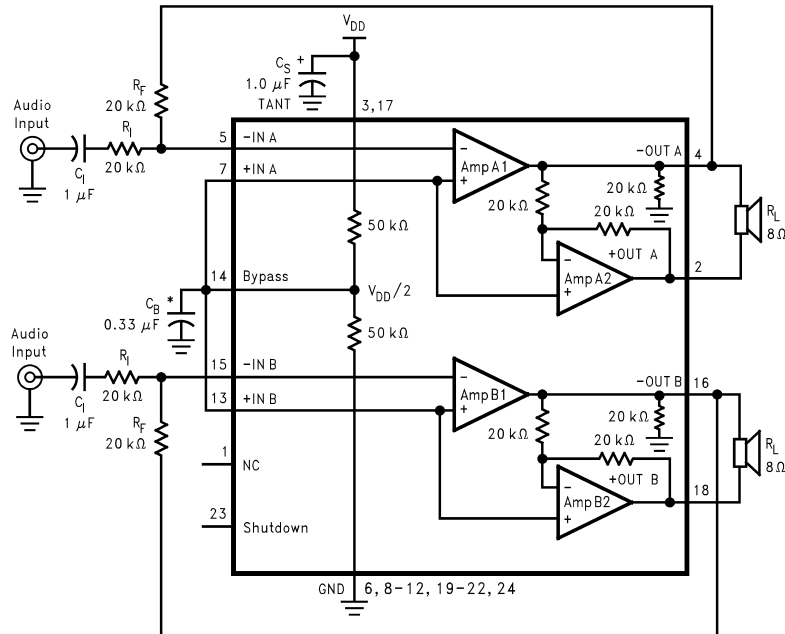 V_DD
C_S +
1.0 μF
TANT
3,17
R_F
20 kΩ
Audio
Input
R_I
20 kΩ
C_I
1 μF
5
-IN A
7
+IN A
-
+
Amp A1
-OUT A
4
20 kΩ
20 kΩ
20 kΩ
R_L
8Ω
50 kΩ
+OUT A
2
-
+
Amp A2
14
Bypass
V_DD/2
C_B *
0.33 μF
50 kΩ
Audio
Input
R_I
20 kΩ
C_I
1 μF
R_F
20 kΩ
15
-IN B
13
+IN B
-
+
Amp B1
-OUT B
16
20 kΩ
20 kΩ
20 kΩ
R_L
8Ω
1
NC
+OUT B
18
-
+
Amp B2
23
Shutdown
GND
6, 8-12, 19-22, 24